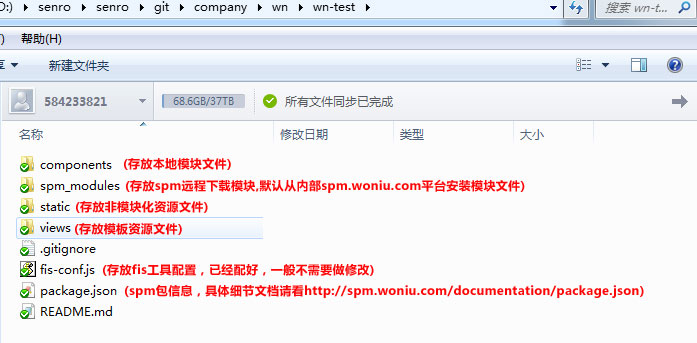 D:) ▸ senro ▸ senro ▸ git ▸ company ▸ wn ▸ wn-test ▸ 搜索 wn-t...
帮助(H)
新建文件夹
584233821 68.6GB/37TB 所有文件同步已完成
名称 修改日期 类型 大小
components (存放本地模块文件)
spm_modules (存放spm远程下载模块,默认从内部spm.woniu.com平台安装模块文件)
static (存放非模块化资源文件)
views (存放模板资源文件)
.gitignore
fis-conf.js (存放fis工具配置，已经配好，一般不需要做修改)
package.json (spm包信息，具体细节文档请看http://spm.woniu.com/documentation/package.json)
README.md